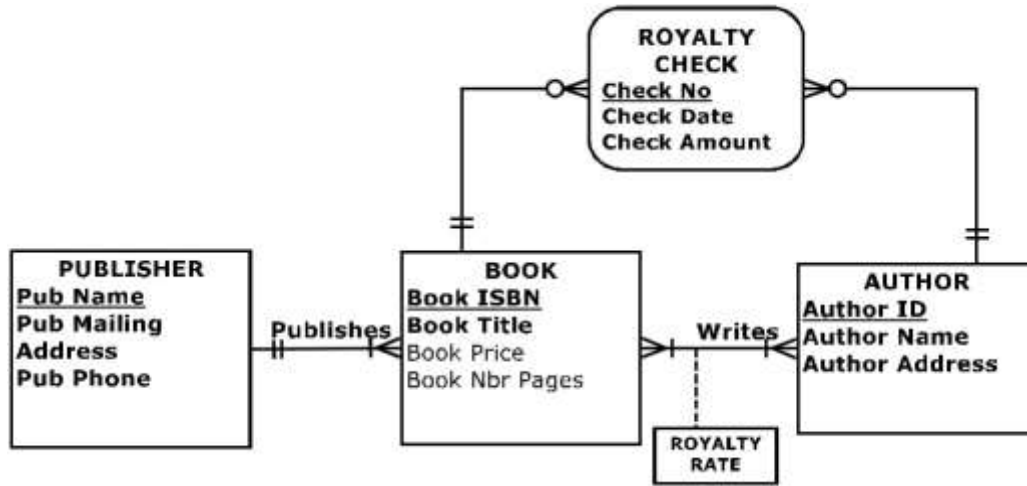 ROYALTY
CHECK
Check No
Check Date
Check Amount
PUBLISHER
Pub Name
Pub Mailing
Address
Pub Phone
Publishes
BOOK
Book ISBN
Book Title
Book Price
Book Nbr Pages
Writes
ROYALTY
RATE
AUTHOR
Author ID
Author Name
Author Address